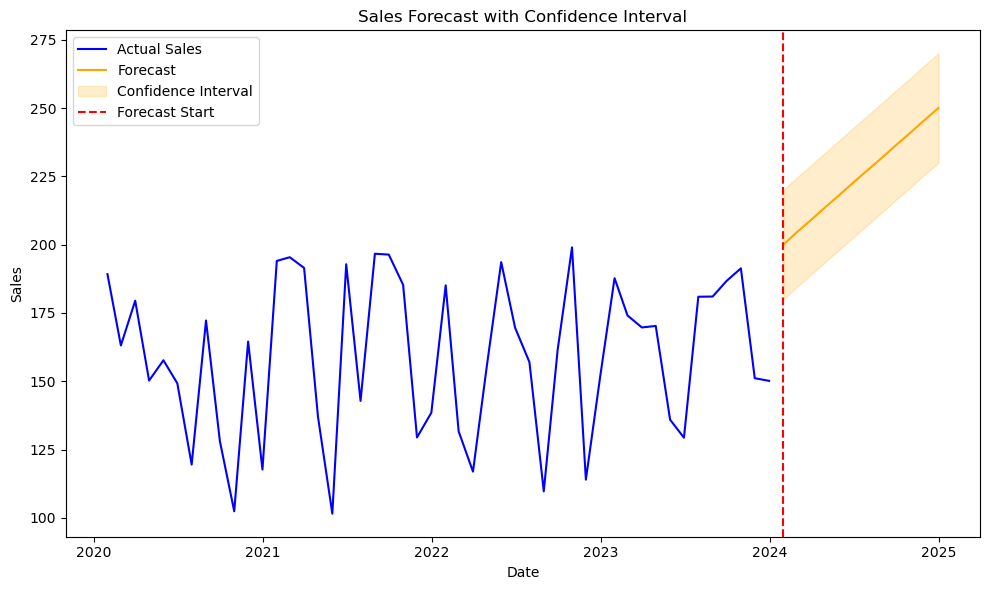 Sales Forecast with Confidence Interval
275
250
225
200
175
150
125
100
Sales
Actual Sales
Forecast
Confidence Interval
Forecast Start
2020
2021
2022
2023
2024
2025
Date